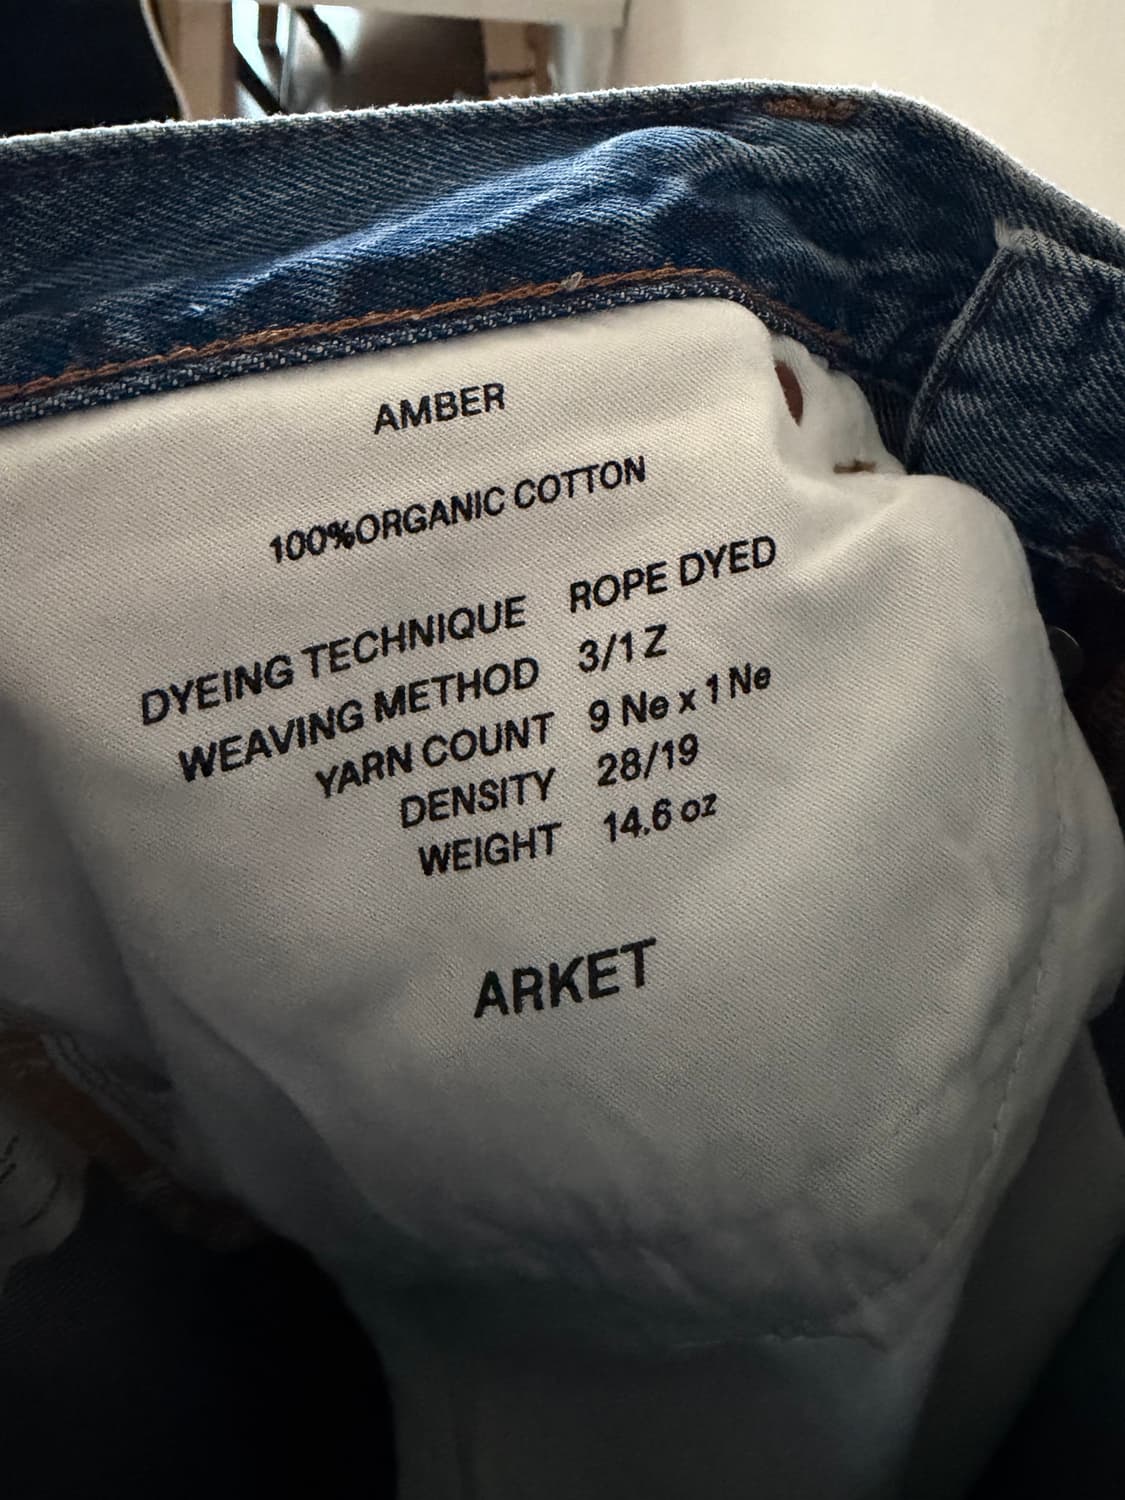 AMBER
100%ORGANIC COTTON
DYEING TECHNIQUE ROPE DYED
WEAVING METHOD 3/1 Z
YARN COUNT 9 Ne x 1 Ne
DENSITY 28/19
WEIGHT 14.6 oz
ARKET